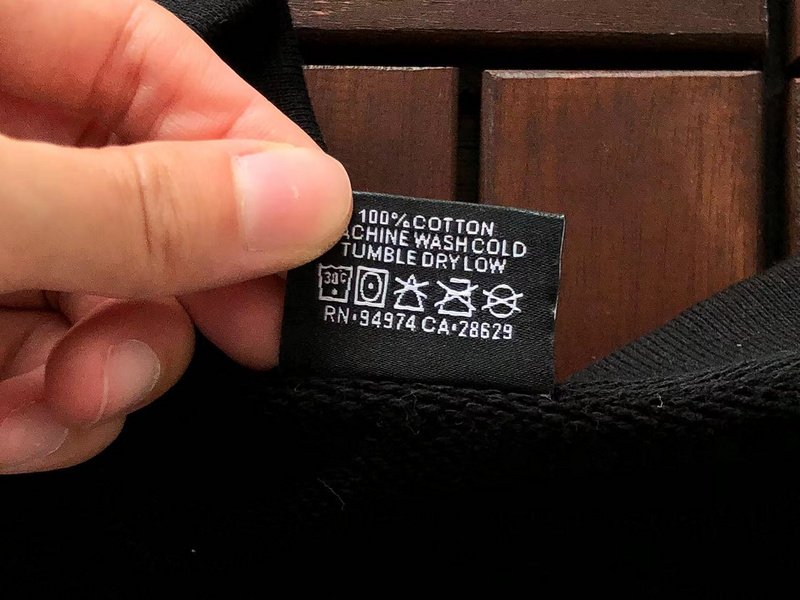 100% COTTON
ACHINE WASH COLD
TUMBLE DRY LOW
30°C
RN•94974 CA•28629